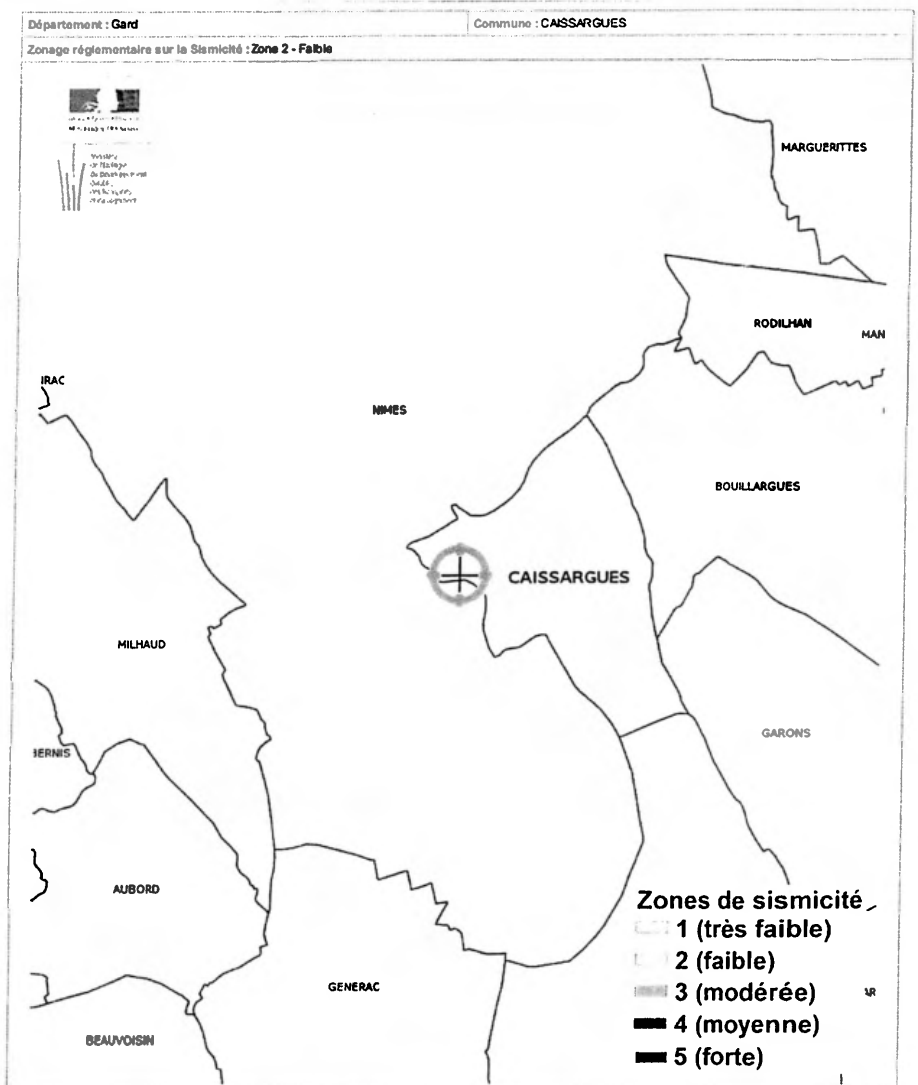 Département : Gard
Commune : CAISSARGUES
Zonage réglementaire sur la Sismicité : Zone 2 - Faible
MARGUERITTES
RODILHAN
MAN
IRAC
NIMES
BOUILLARGUES
CAISSARGUES
MILHAUD
GARONS
BERNIS
AUBORD
Zones de sismicité
1 (très faible)
2 (faible)
GENERAC
3 (modérée)
4 (moyenne)
BEAUVOISIN
5 (forte)